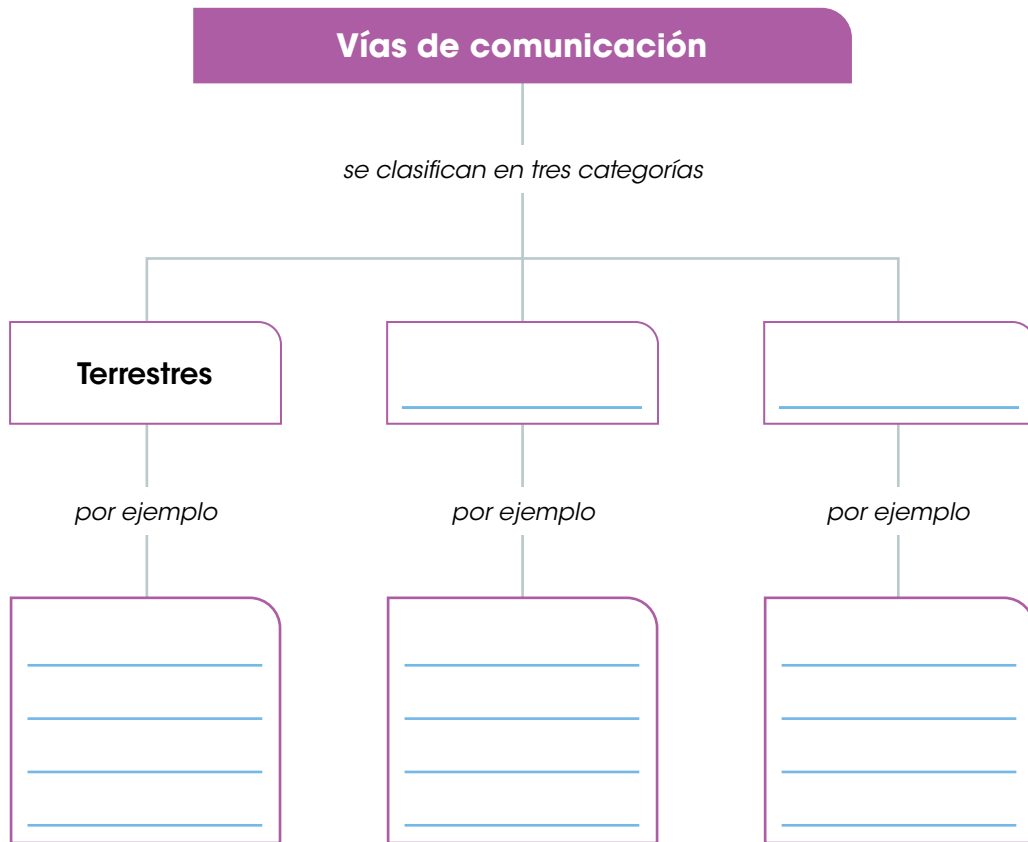 Vías de comunicación
se clasifican en tres categorías
Terrestres
por ejemplo
por ejemplo
por ejemplo